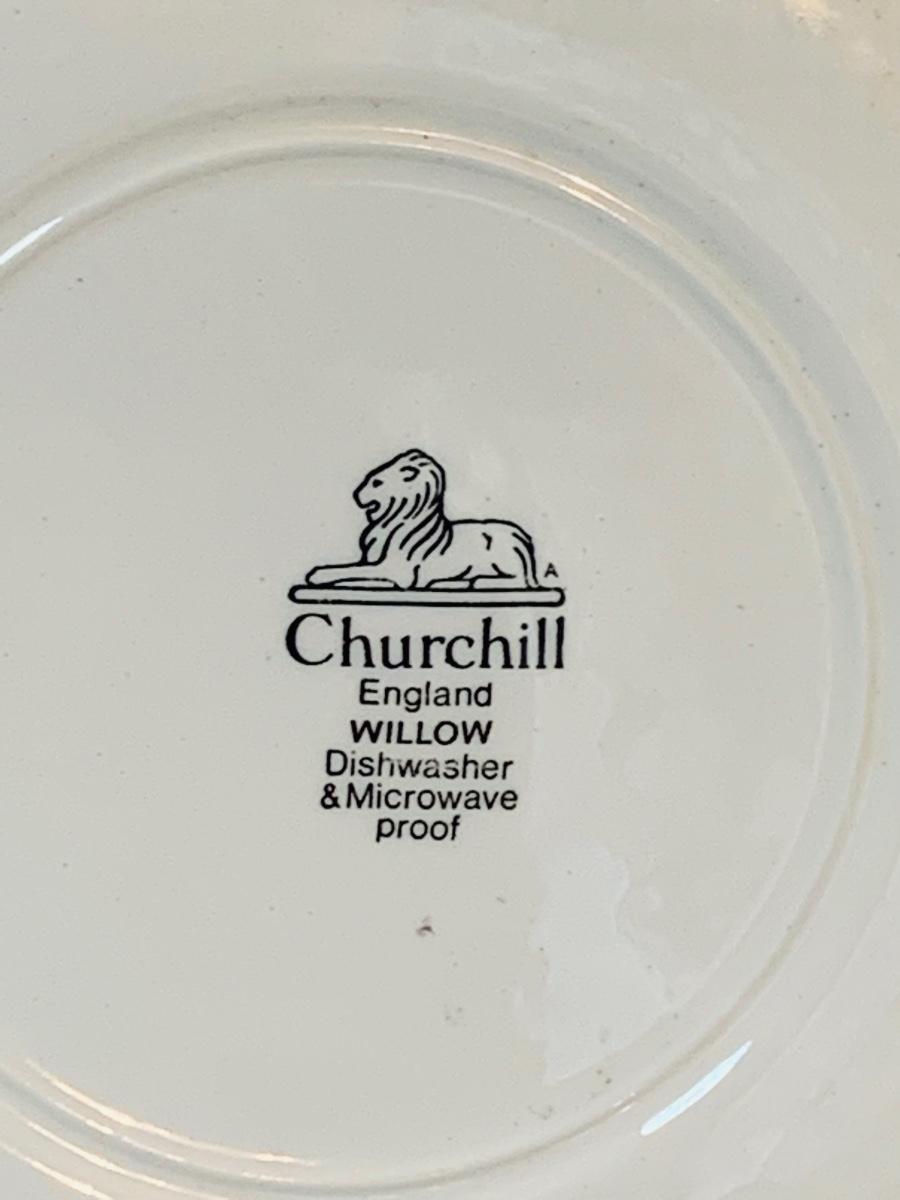 A
Churchill
England
WILLOW
Dishwasher
&Microwave
proof